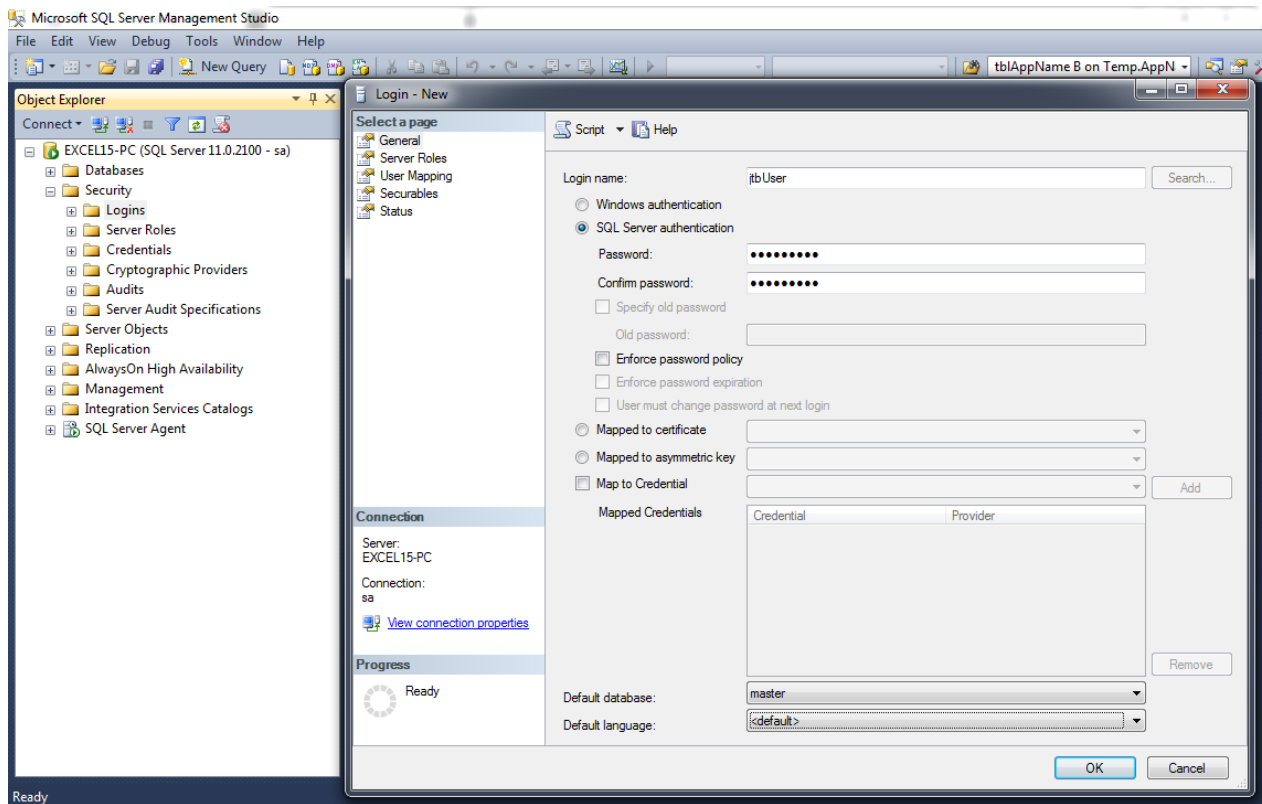 Microsoft SQL Server Management Studio
File Edit View Debug Tools Window Help
New Query
tblAppName B on Temp.AppN
Object Explorer
Connect
EXCEL15-PC (SQL Server 11.0.2100 - sa)
Databases
Security
Logins
Server Roles
Credentials
Cryptographic Providers
Audits
Server Audit Specifications
Server Objects
Replication
AlwaysOn High Availability
Management
Integration Services Catalogs
SQL Server Agent
Ready
Login - New
Select a page
General
Server Roles
User Mapping
Securables
Status
Connection
Server:
EXCEL15-PC
Connection:
sa
View connection properties
Progress
Ready
Script Help
Login name: jtbUser Search...
Windows authentication
SQL Server authentication
Password: •••••••••
Confirm password: •••••••••
Specify old password
Old password:
Enforce password policy
Enforce password expiration
User must change password at next login
Mapped to certificate
Mapped to asymmetric key
Map to Credential Add
Mapped Credentials Credential Provider
Remove
Default database: master
Default language: <default>
OK Cancel